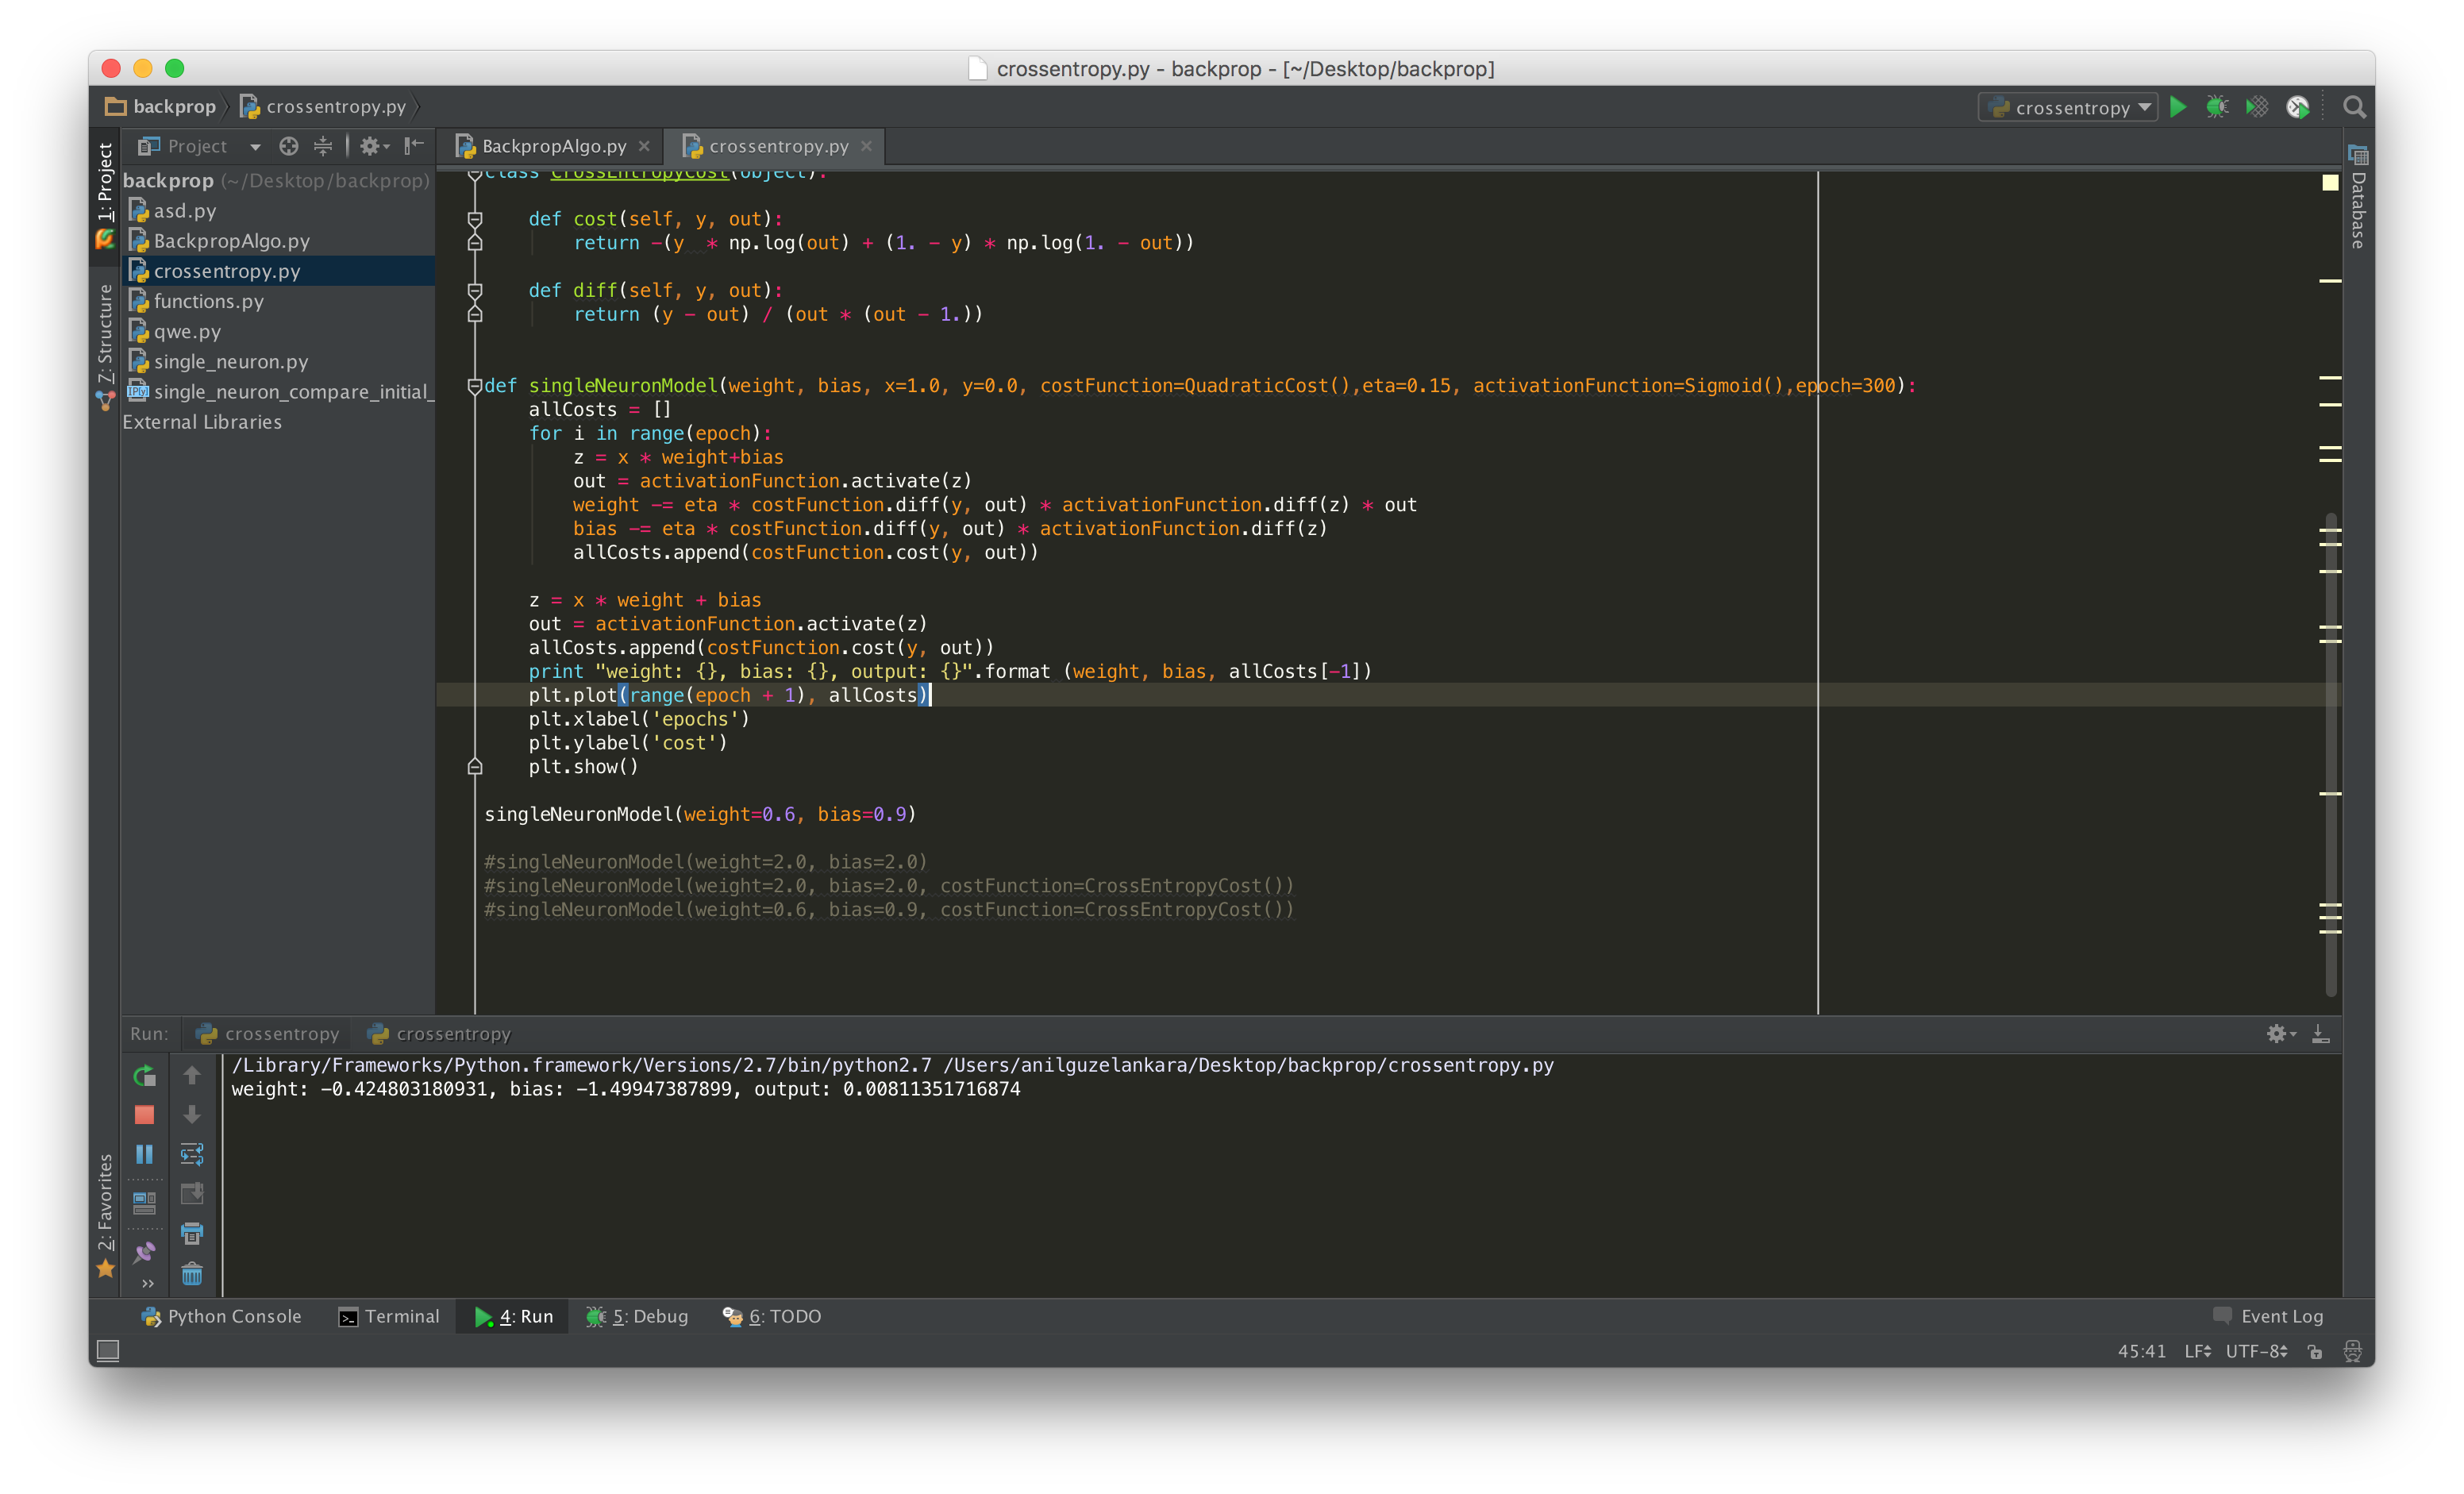 crossentropy.py - backprop - [~/Desktop/backprop]
backprop crossentropy.py crossentropy
1: Project
Project
BackpropAlgo.py crossentropy.py
Database
backprop (~/Desktop/backprop)
asd.py
BackpropAlgo.py
crossentropy.py
functions.py
qwe.py
single_neuron.py
single_neuron_compare_initial_
External Libraries
7: Structure
2: Favorites
class CrossEntropyCost(object):
def cost(self, y, out):
return -(y  * np.log(out) + (1. - y) * np.log(1. - out))
def diff(self, y, out):
return (y - out) / (out * (out - 1.))
def singleNeuronModel(weight, bias, x=1.0, y=0.0, costFunction=QuadraticCost(),eta=0.15, activationFunction=Sigmoid(),epoch=300):
allCosts = []
for i in range(epoch):
z = x * weight+bias
out = activationFunction.activate(z)
weight -= eta * costFunction.diff(y, out) * activationFunction.diff(z) * out
bias -= eta * costFunction.diff(y, out) * activationFunction.diff(z)
allCosts.append(costFunction.cost(y, out))
z = x * weight + bias
out = activationFunction.activate(z)
allCosts.append(costFunction.cost(y, out))
print "weight: {}, bias: {}, output: {}".format (weight, bias, allCosts[-1])
plt.plot(range(epoch + 1), allCosts)
plt.xlabel('epochs')
plt.ylabel('cost')
plt.show()
singleNeuronModel(weight=0.6, bias=0.9)
#singleNeuronModel(weight=2.0, bias=2.0)
#singleNeuronModel(weight=2.0, bias=2.0, costFunction=CrossEntropyCost())
#singleNeuronModel(weight=0.6, bias=0.9, costFunction=CrossEntropyCost())
Run: crossentropy crossentropy
/Library/Frameworks/Python.framework/Versions/2.7/bin/python2.7 /Users/anilguzelankara/Desktop/backprop/crossentropy.py
weight: -0.424803180931, bias: -1.49947387899, output: 0.00811351716874
Python Console Terminal 4: Run 5: Debug 6: TODO Event Log
45:41 LF UTF-8